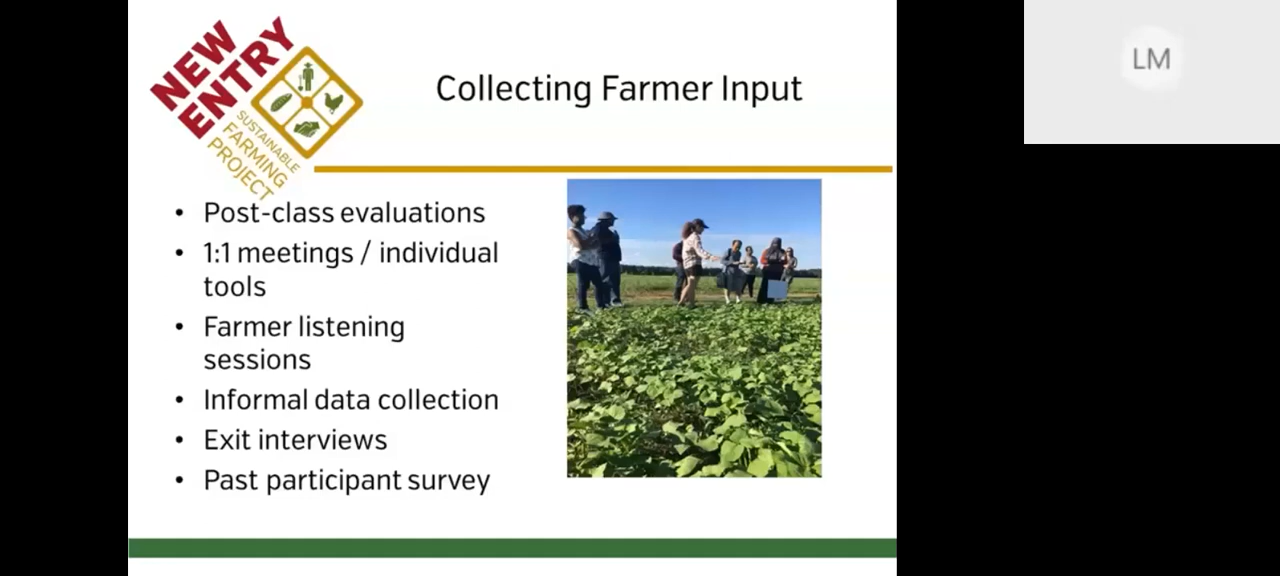 NEW
ENTRY
SUSTAINABLE
FARMING
PROJECT
Collecting Farmer Input
• Post-class evaluations
• 1:1 meetings / individual
tools
• Farmer listening
sessions
• Informal data collection
• Exit interviews
• Past participant survey
LM